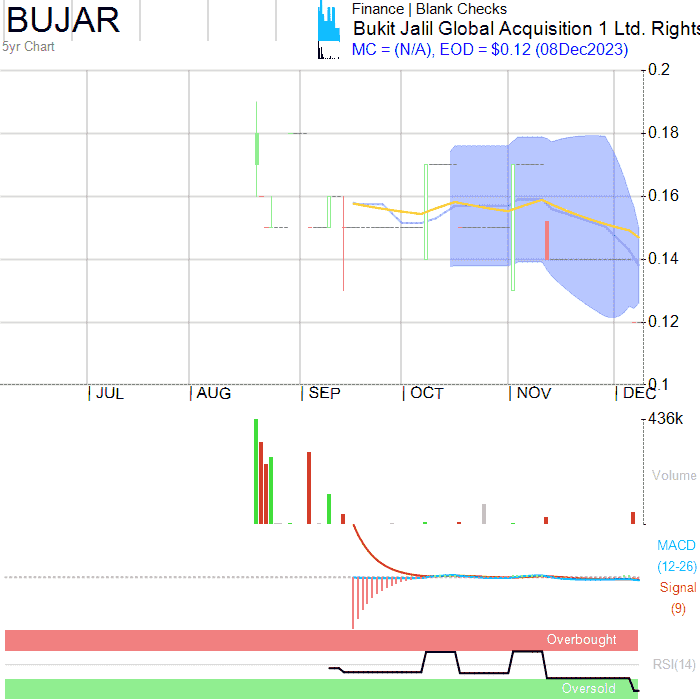 BUJAR
5yr Chart
Finance | Blank Checks
Bukit Jalil Global Acquisition 1 Ltd. Rights
MC = (N/A), EOD = $0.12 (08Dec2023)
0.2
0.18
0.16
0.14
0.12
0.1
JUL AUG SEP OCT NOV DEC
436k
Volume
MACD
(12-26)
Signal
(9)
Overbought
RSI(14)
Oversold